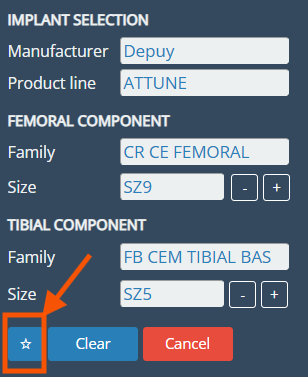 IMPLANT SELECTION
Manufacturer Depuy
Product line ATTUNE
FEMORAL COMPONENT
Family CR CE FEMORAL
Size SZ9 - +
TIBIAL COMPONENT
Family FB CEM TIBIAL BAS
Size SZ5 - +
☆ Clear Cancel